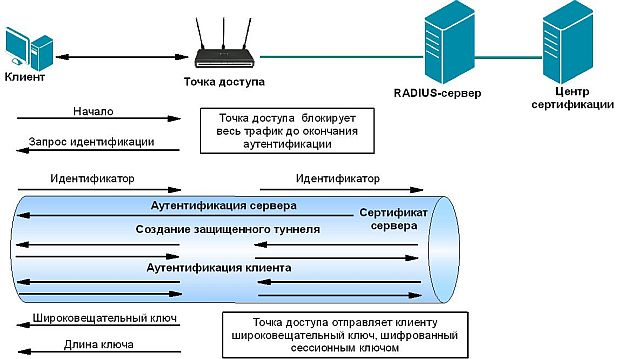 Клиент
Точка доступа
RADIUS-сервер
Центр
сертификации
Начало
Запрос идентификации
Точка доступа блокирует
весь трафик до окончания
аутентификации
Идентификатор
Идентификатор
Аутентификация сервера
Сертификат
сервера
Создание защищенного туннеля
Аутентификация клиента
Широковещательный ключ
Длина ключа
Точка доступа отправляет клиенту
широковещательный ключ, шифрованный
сессионным ключом